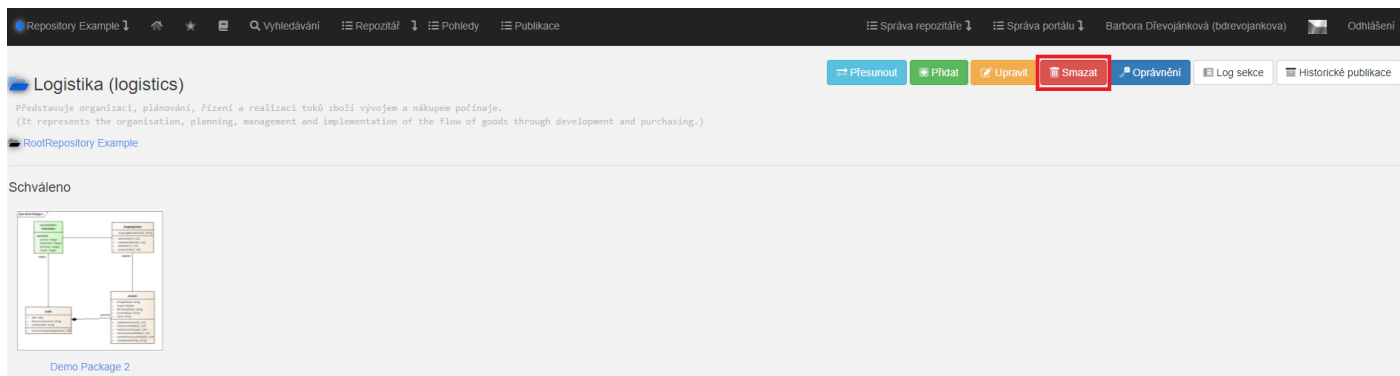 Repository Example Vyhledávání Repozitář Pohledy Publikace Správa repozitáře Správa portálu Barbora Dřevojánková (bdrevojankova) Odhlášení
Přesunout Přidat Upravit Smazat Oprávnění Log sekce Historické publikace
Logistika (logistics)
Představuje organizaci, plánování, řízení a realizaci toků zboží vývojem a nákupem počínaje.
(It represents the organisation, planning, management and implementation of the flow of goods through development and purchasing.)
RootRepository Example
Schváleno
Demo Package 2